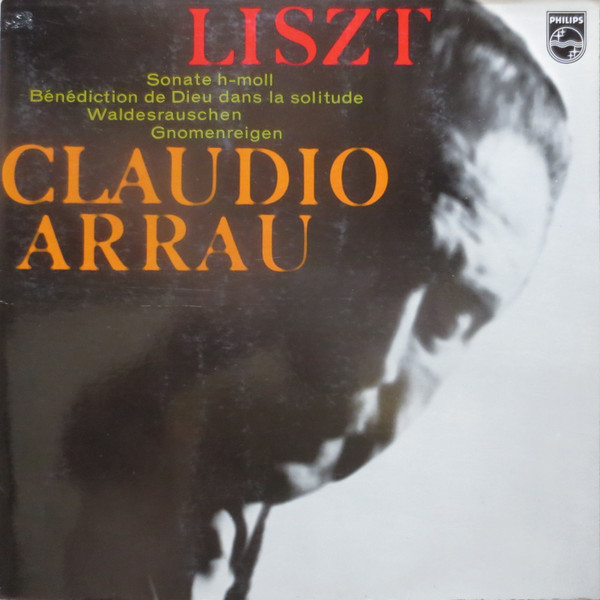 LISZT
PHILIPS
Sonate h-moll
Bénédiction de Dieu dans la solitude
Waldesrauschen
Gnomenreigen
CLAUDIO
ARRAU